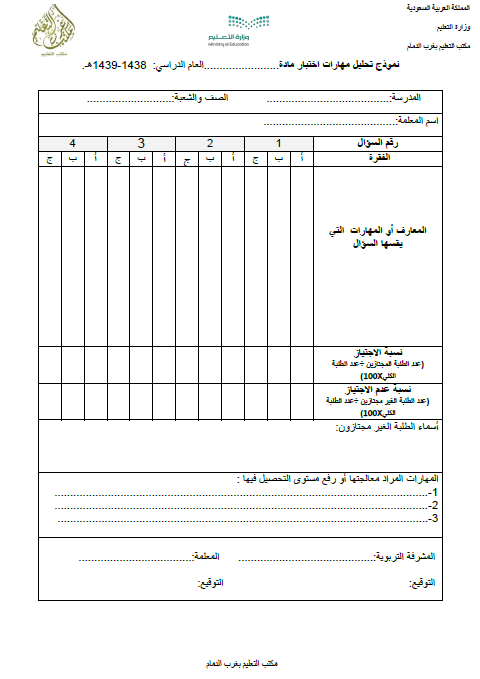 المملكة العربية السعودية
وزارة التعليم
مكتب التعليم بغرب الدمام
وزارة التعليم
Ministry of Education
مكتب التعليم
نموذج تحليل مهارات اختبار مادة........................العام الدراسي: 1438-1439هـ.
المدرسة:........................................ الصف والشعبة:............................
اسم المعلمة:...........................................
رقم السؤال 1 2 3 4
الفقرة أ ب ج أ ب ج أ ب ج أ ب ج
المعارف أو المهارات التي
يقسها السؤال
نسبة الاجتياز
(عدد الطلبة المجتازين ÷عدد الطلبة
الكلي100X)
نسبة عدم الاجتياز
(عدد الطلبة الغير مجتازين ÷عدد الطلبة
الكلي100X)
أسماء الطلبة الغير مجتازون:
المهارات المراد معالجتها أو رفع مستوى التحصيل فيها :
1-........................................................................
2-........................................................................
3-........................................................................
المشرفة التربوية:............................................ المعلمة:.....................................
التوقيع: التوقيع:
مكتب التعليم بغرب الدمام